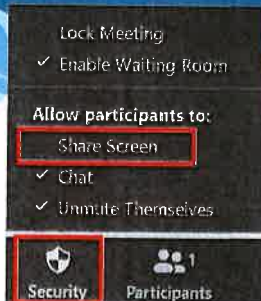 Lock Meeting
✓ Enable Waiting Room
Allow participants to:
Share Screen
✓ Chat
✓ Unmute Themselves
1
Security Participants